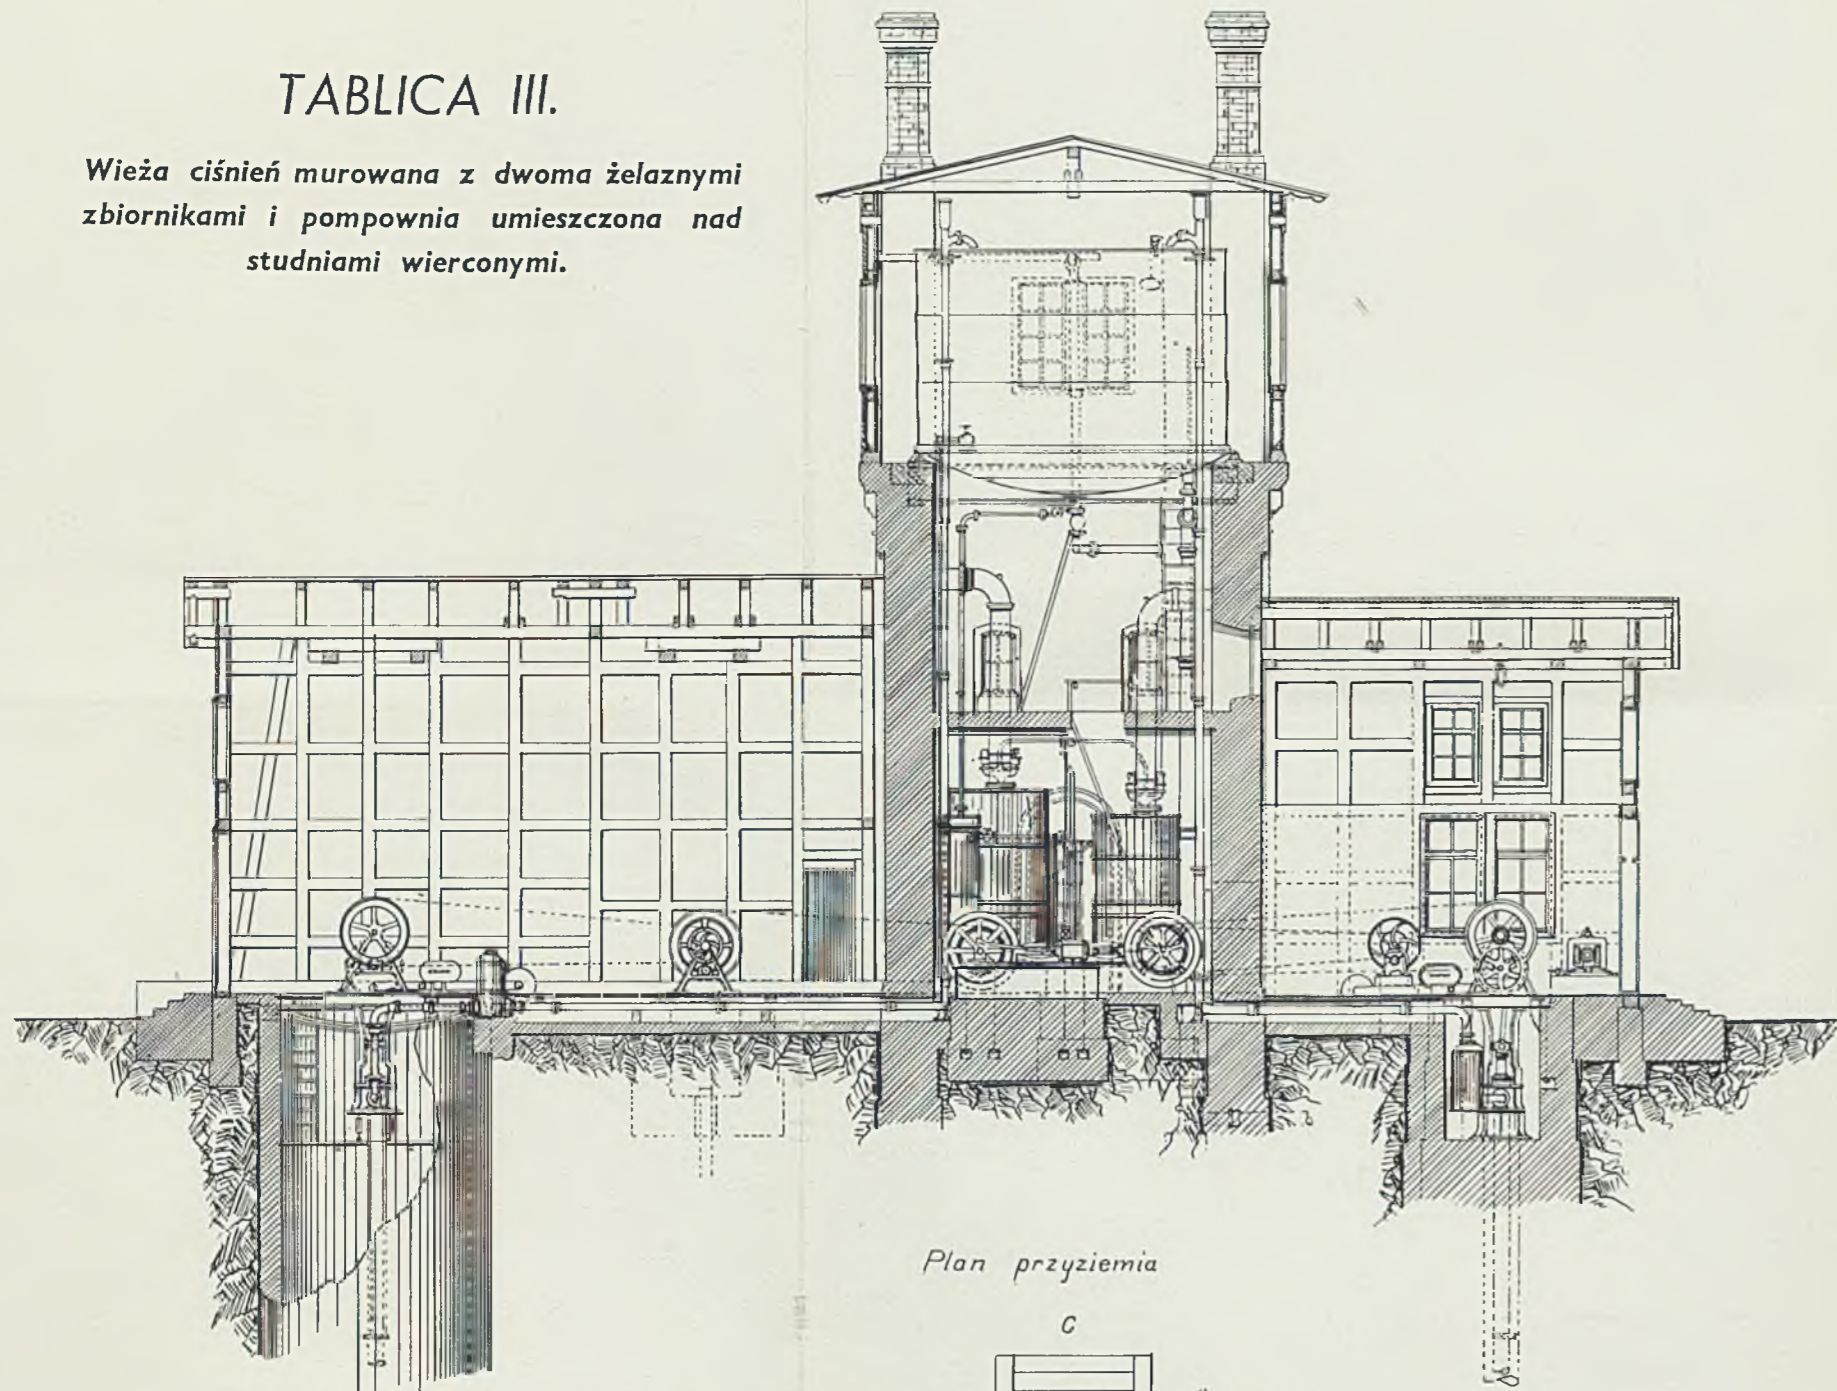 TABLICA III.
Wieża ciśnień murowana z dwoma żelaznymi
zbiornikami i pompownia umieszczona nad
studniami wierconymi.
Plan przyziemia
C